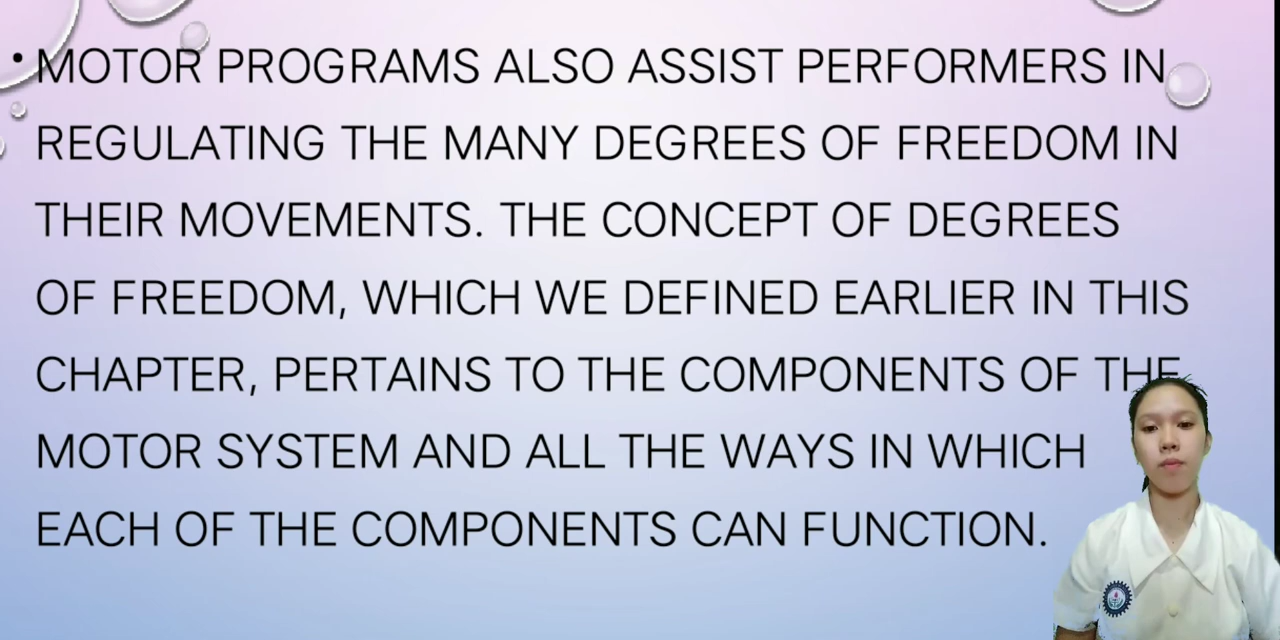 • MOTOR PROGRAMS ALSO ASSIST PERFORMERS IN
REGULATING THE MANY DEGREES OF FREEDOM IN
THEIR MOVEMENTS. THE CONCEPT OF DEGREES
OF FREEDOM, WHICH WE DEFINED EARLIER IN THIS
CHAPTER, PERTAINS TO THE COMPONENTS OF THE
MOTOR SYSTEM AND ALL THE WAYS IN WHICH
EACH OF THE COMPONENTS CAN FUNCTION.